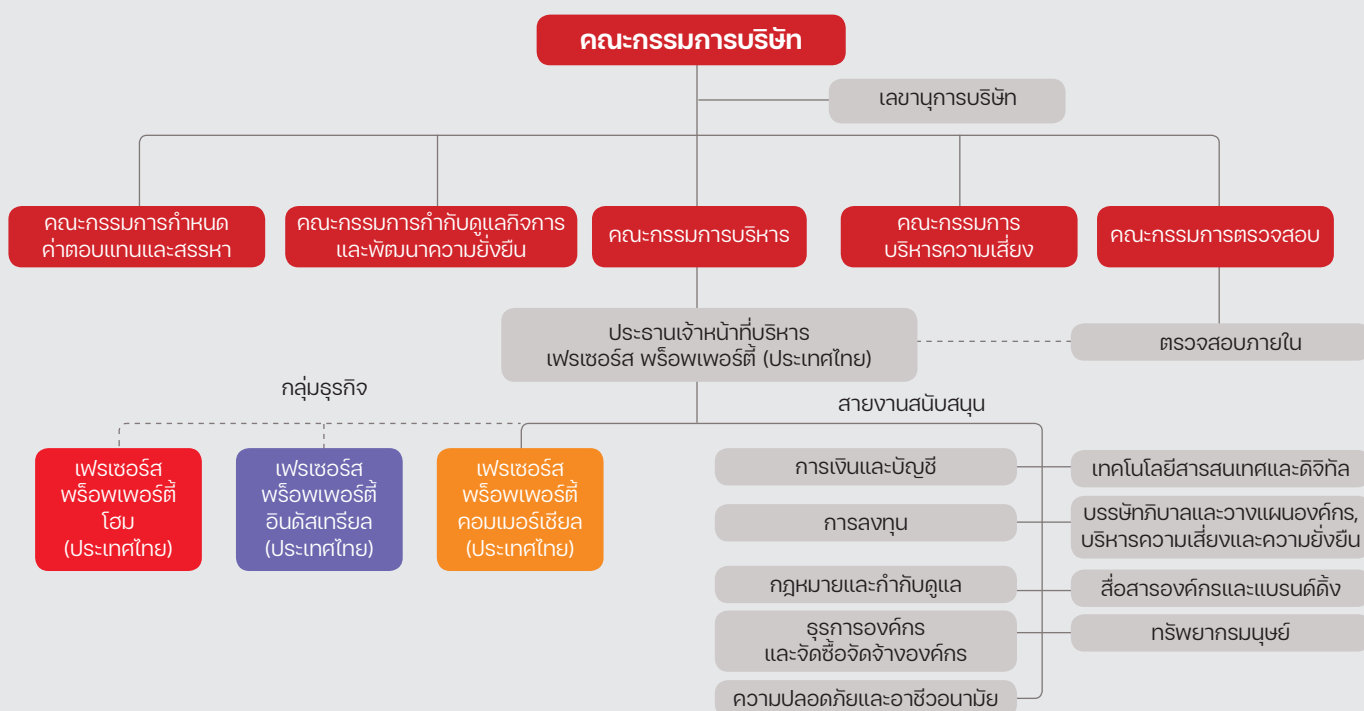 คณะกรรมการบริษัท
เลขานุการบริษัท
คณะกรรมการกำหนด
ค่าตอบแทนและสรรหา
คณะกรรมการกำกับดูแลกิจการ
และพัฒนาความยั่งยืน
คณะกรรมการบริหาร
คณะกรรมการ
บริหารความเสี่ยง
คณะกรรมการตรวจสอบ
ประธานเจ้าหน้าที่บริหาร
เฟรเซอร์ส พร็อพเพอร์ตี้ (ประเทศไทย)
ตรวจสอบภายใน
กลุ่มธุรกิจ
สายงานสนับสนุน
เฟรเซอร์ส
พร็อพเพอร์ตี้
โฮม
(ประเทศไทย)
เฟรเซอร์ส
พร็อพเพอร์ตี้
อินดัสเทรียล
(ประเทศไทย)
เฟรเซอร์ส
พร็อพเพอร์ตี้
คอมเมอร์เชียล
(ประเทศไทย)
การเงินและบัญชี
เทคโนโลยีสารสนเทศและดิจิทัล
การลงทุน
บรรษัทภิบาลและวางแผนองค์กร,
บริหารความเสี่ยงและความยั่งยืน
กฎหมายและกำกับดูแล
สื่อสารองค์กรและแบรนด์ดิ้ง
ธุรการองค์กร
และจัดซื้อจัดจ้างองค์กร
ทรัพยากรมนุษย์
ความปลอดภัยและอาชีวอนามัย